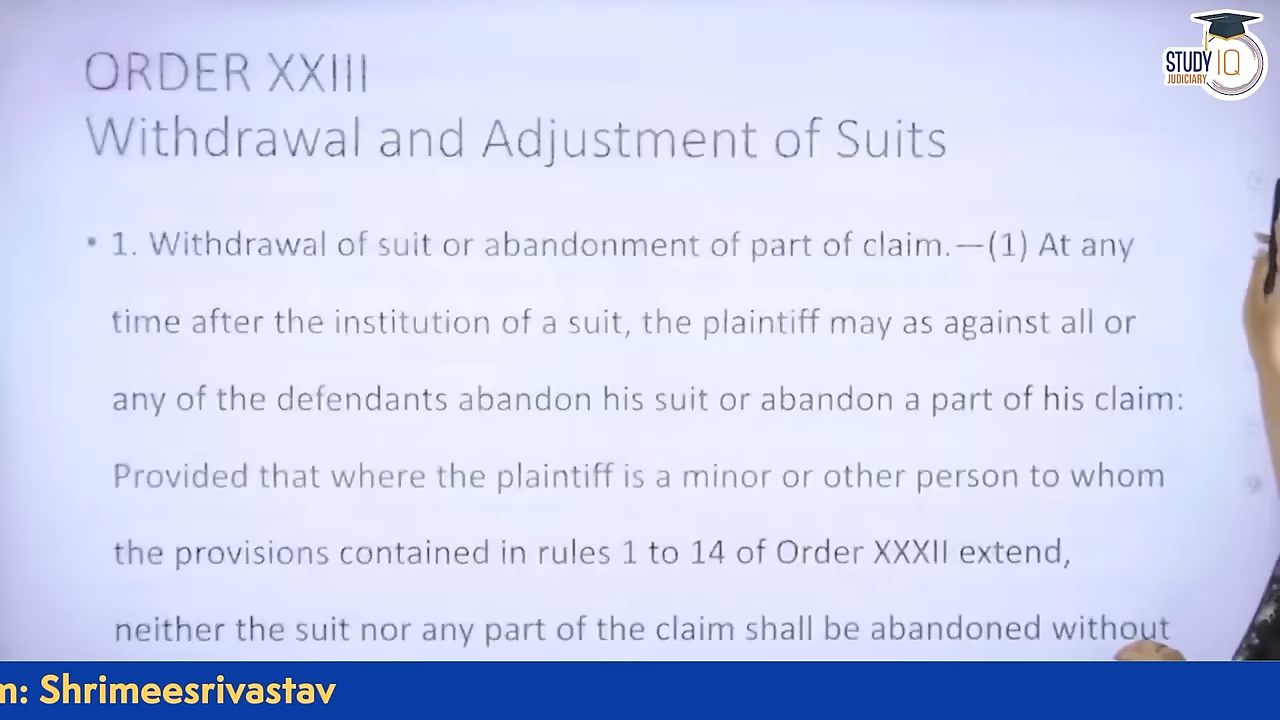 ORDER XXIII
Withdrawal and Adjustment of Suits
• 1. Withdrawal of suit or abandonment of part of claim.—(1) At any
time after the institution of a suit, the plaintiff may as against all or
any of the defendants abandon his suit or abandon a part of his claim:
Provided that where the plaintiff is a minor or other person to whom
the provisions contained in rules 1 to 14 of Order XXXII extend,
neither the suit nor any part of the claim shall be abandoned without
STUDY IQ
JUDICIARY
m: Shrimeesrivastav